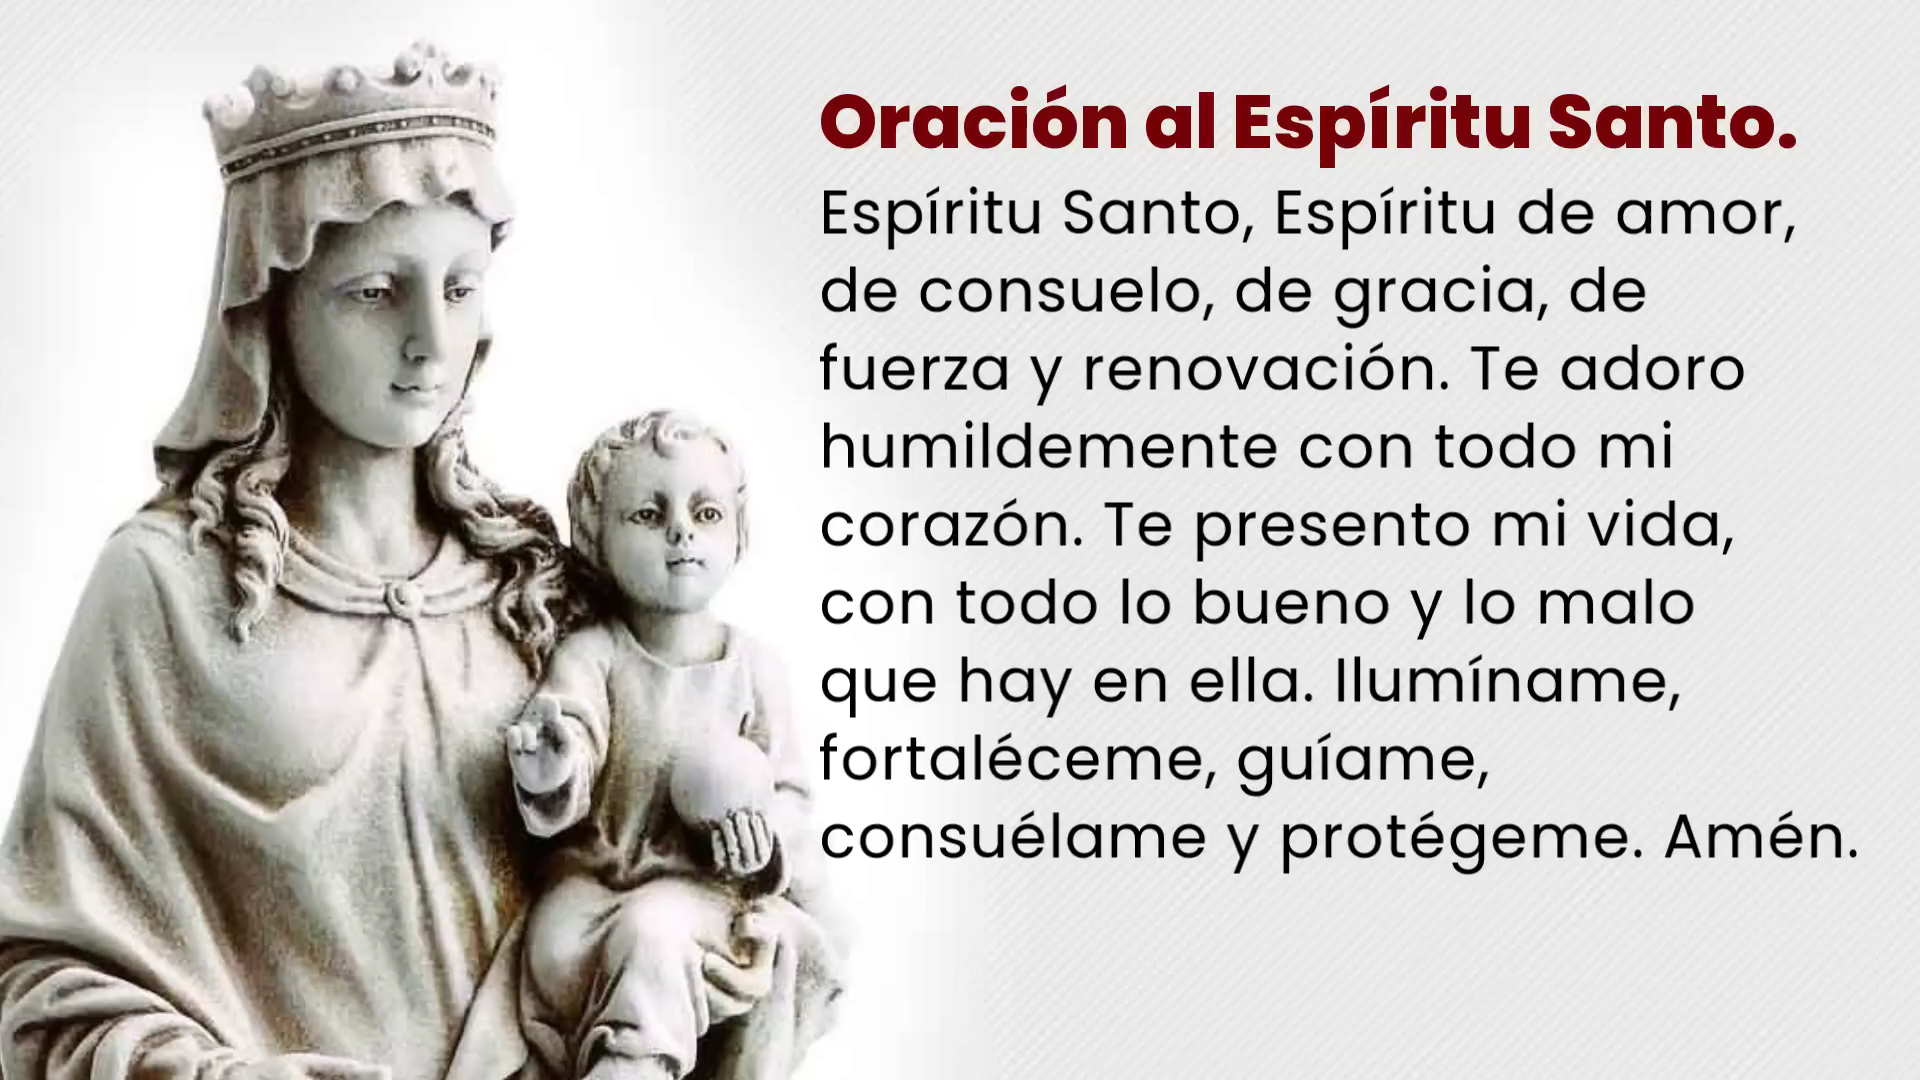 Oración al Espíritu Santo.
Espíritu Santo, Espíritu de amor,
de consuelo, de gracia, de
fuerza y renovación. Te adoro
humildemente con todo mi
corazón. Te presento mi vida,
con todo lo bueno y lo malo
que hay en ella. Ilumíname,
fortaléceme, guíame,
consuélame y protégeme. Amén.